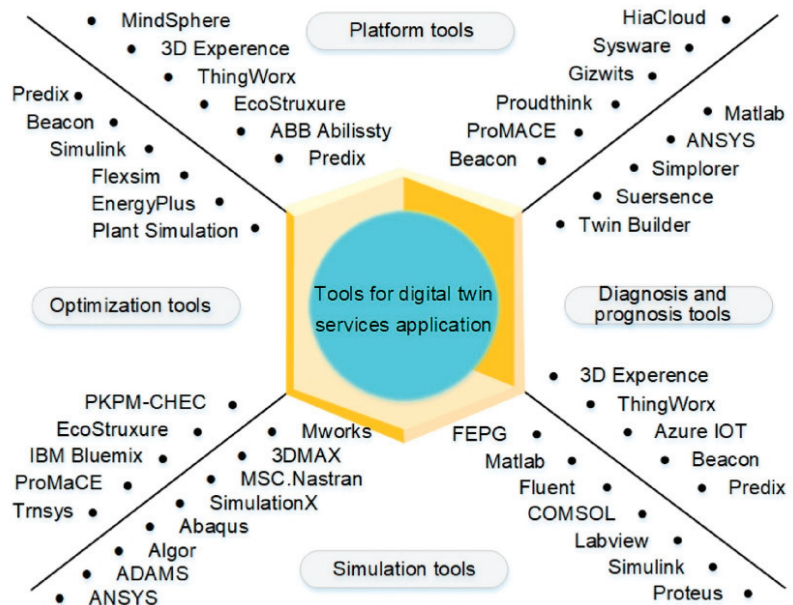 MindSphere
3D Experence
ThingWorx
EcoStruxure
ABB Abilissty
Predix
Platform tools
HiaCloud
Sysware
Gizwits
Proudthink
ProMACE
Beacon
Predix
Beacon
Simulink
Flexsim
EnergyPlus
Plant Simulation
Matlab
ANSYS
Simplorer
Suersence
Twin Builder
Optimization tools
Tools for digital twin
services application
Diagnosis and
prognosis tools
PKPM-CHEC
EcoStruxure
IBM Bluemix
ProMaCE
Trnsys
3D Experence
ThingWorx
Azure IOT
Beacon
Predix
Mworks
3DMAX
MSC.Nastran
SimulationX
Abaqus
Algor
ADAMS
ANSYS
FEPG
Matlab
Fluent
COMSOL
Labview
Simulink
Proteus
Simulation tools